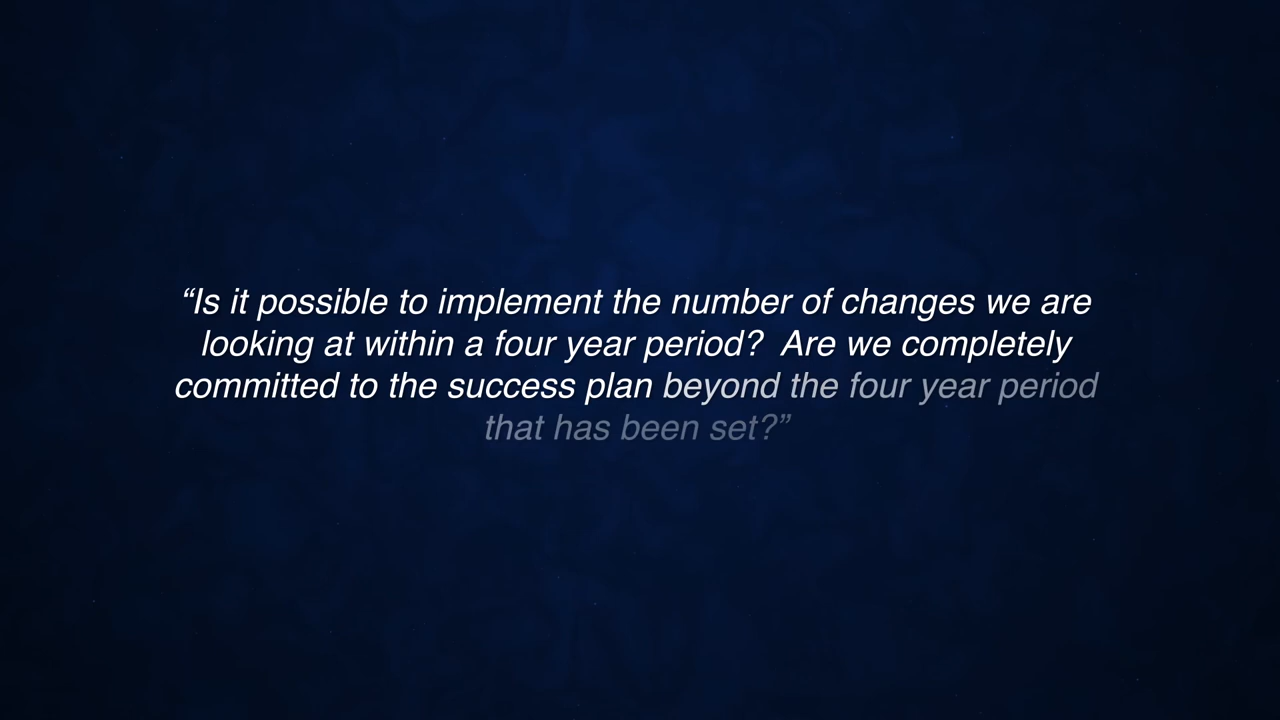 “Is it possible to implement the number of changes we are
looking at within a four year period?  Are we completely
committed to the success plan beyond the four year period
that has been set?”